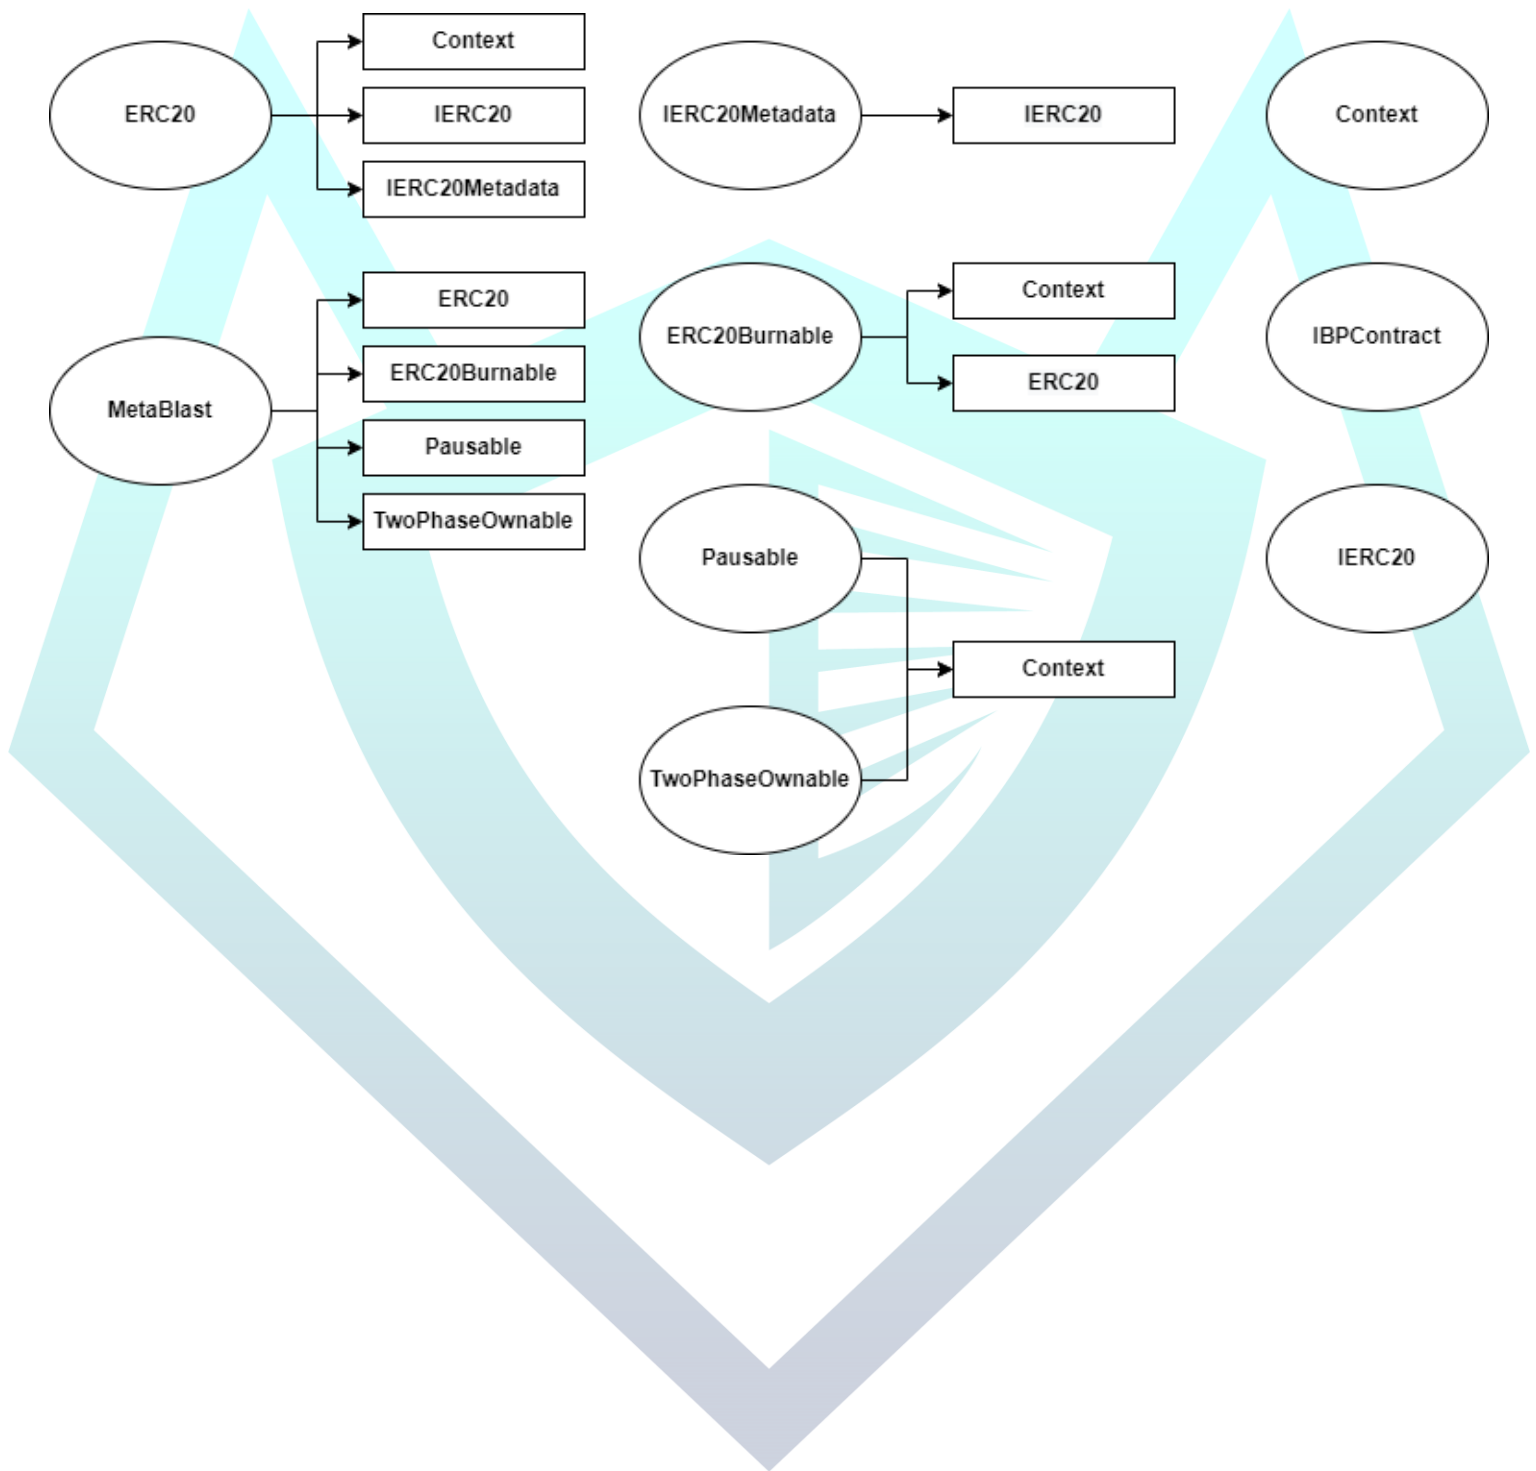 ERC20
Context
IERC20
IERC20Metadata
IERC20Metadata
IERC20
Context
MetaBlast
ERC20
ERC20Burnable
Pausable
TwoPhaseOwnable
ERC20Burnable
Context
ERC20
IBPContract
Pausable
TwoPhaseOwnable
Context
IERC20